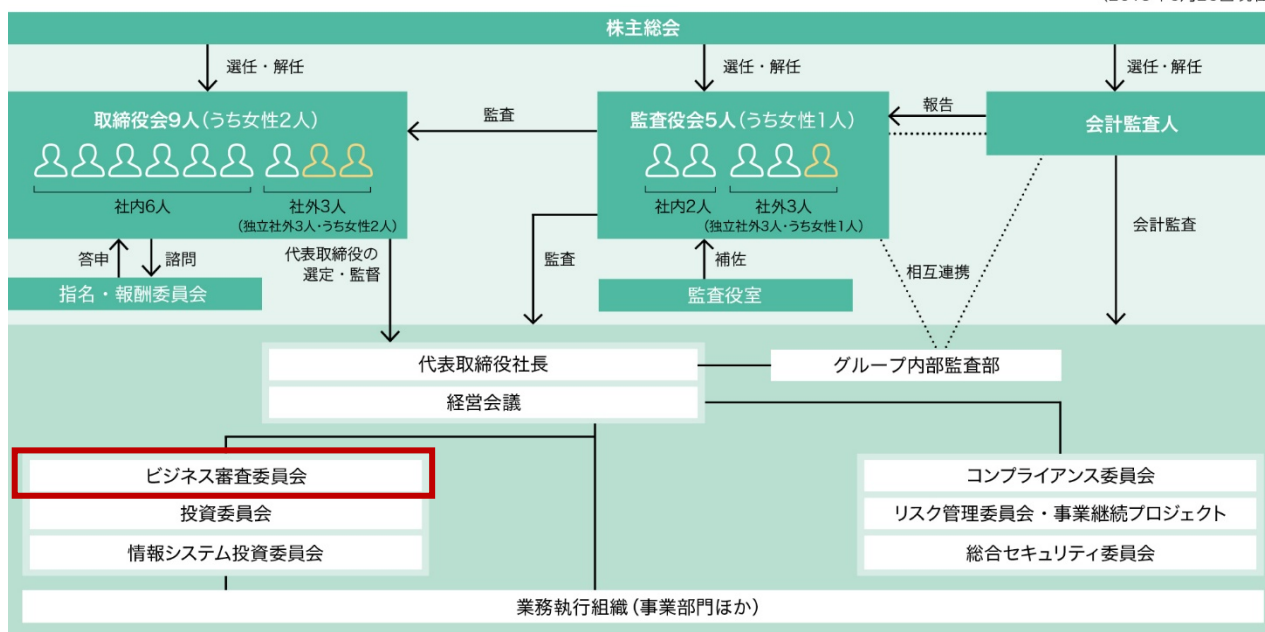 株主総会
選任・解任
選任・解任
選任・解任
取締役会9人(うち女性2人)
監査
監査役会5人(うち女性1人)
報告
会計監査人
社内6人
社外3人
(独立社外3人・うち女性2人)
社内2人
社外3人
(独立社外3人・うち女性1人)
答申
諮問
代表取締役の
選定・監督
監査
補佐
相互連携
会計監査
指名・報酬委員会
監査役室
代表取締役社長
グループ内部監査部
経営会議
ビジネス審査委員会
コンプライアンス委員会
投資委員会
リスク管理委員会・事業継続プロジェクト
情報システム投資委員会
総合セキュリティ委員会
業務執行組織(事業部門ほか)